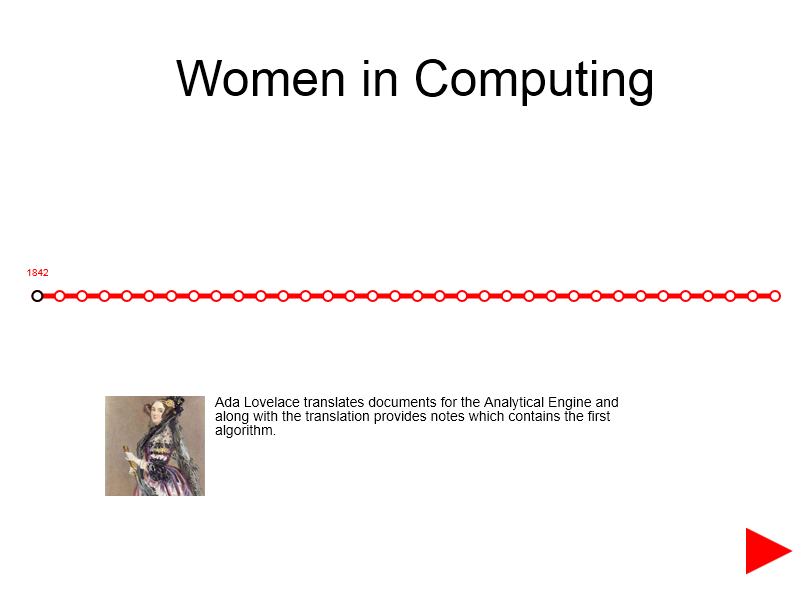 Women in Computing
1842
Ada Lovelace translates documents for the Analytical Engine and
along with the translation provides notes which contains the first
algorithm.